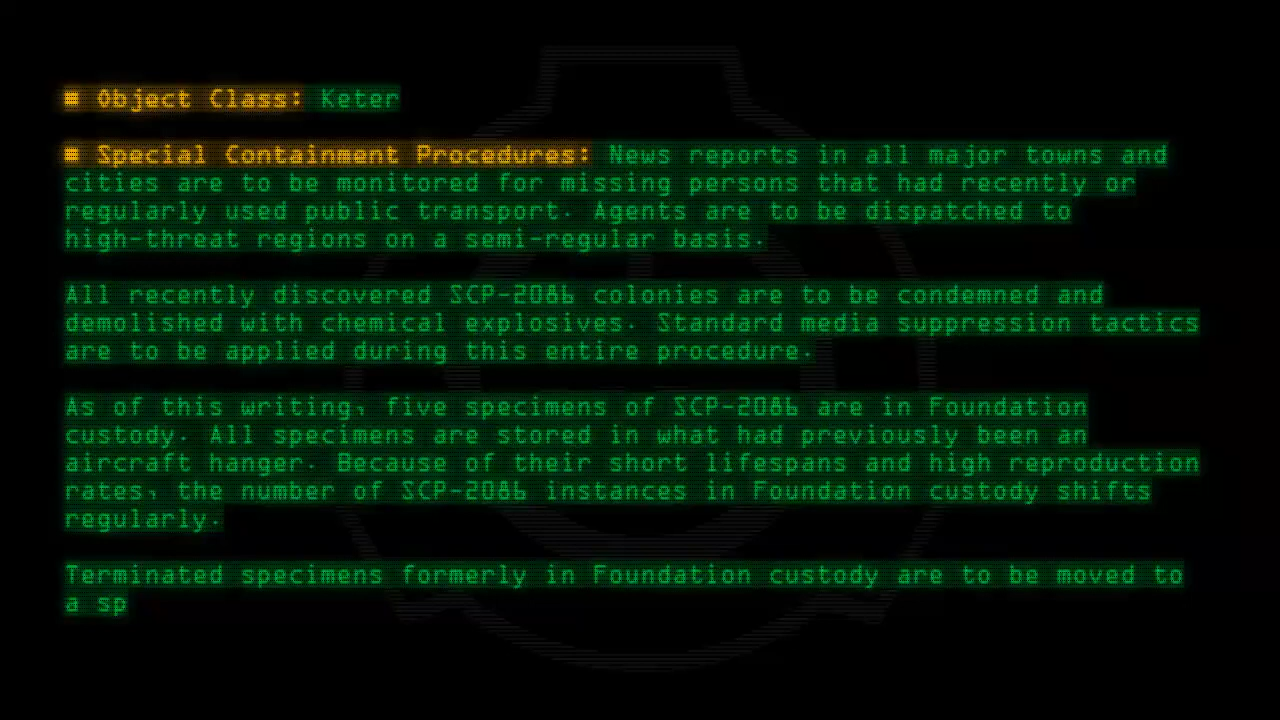 ■ Object Class: Keter
■ Special Containment Procedures: News reports in all major towns and
cities are to be monitored for missing persons that had recently or
regularly used public transport. Agents are to be dispatched to
high-threat regions on a semi-regular basis.
All recently discovered SCP-2086 colonies are to be condemned and
demolished with chemical explosives. Standard media suppression tactics
are to be applied during this entire procedure.
As of this writing, five specimens of SCP-2086 are in Foundation
custody. All specimens are stored in what had previously been an
aircraft hanger. Because of their short lifespans and high reproduction
rates, the number of SCP-2086 instances in Foundation custody shifts
regularly.
Terminated specimens formerly in Foundation custody are to be moved to
a sp